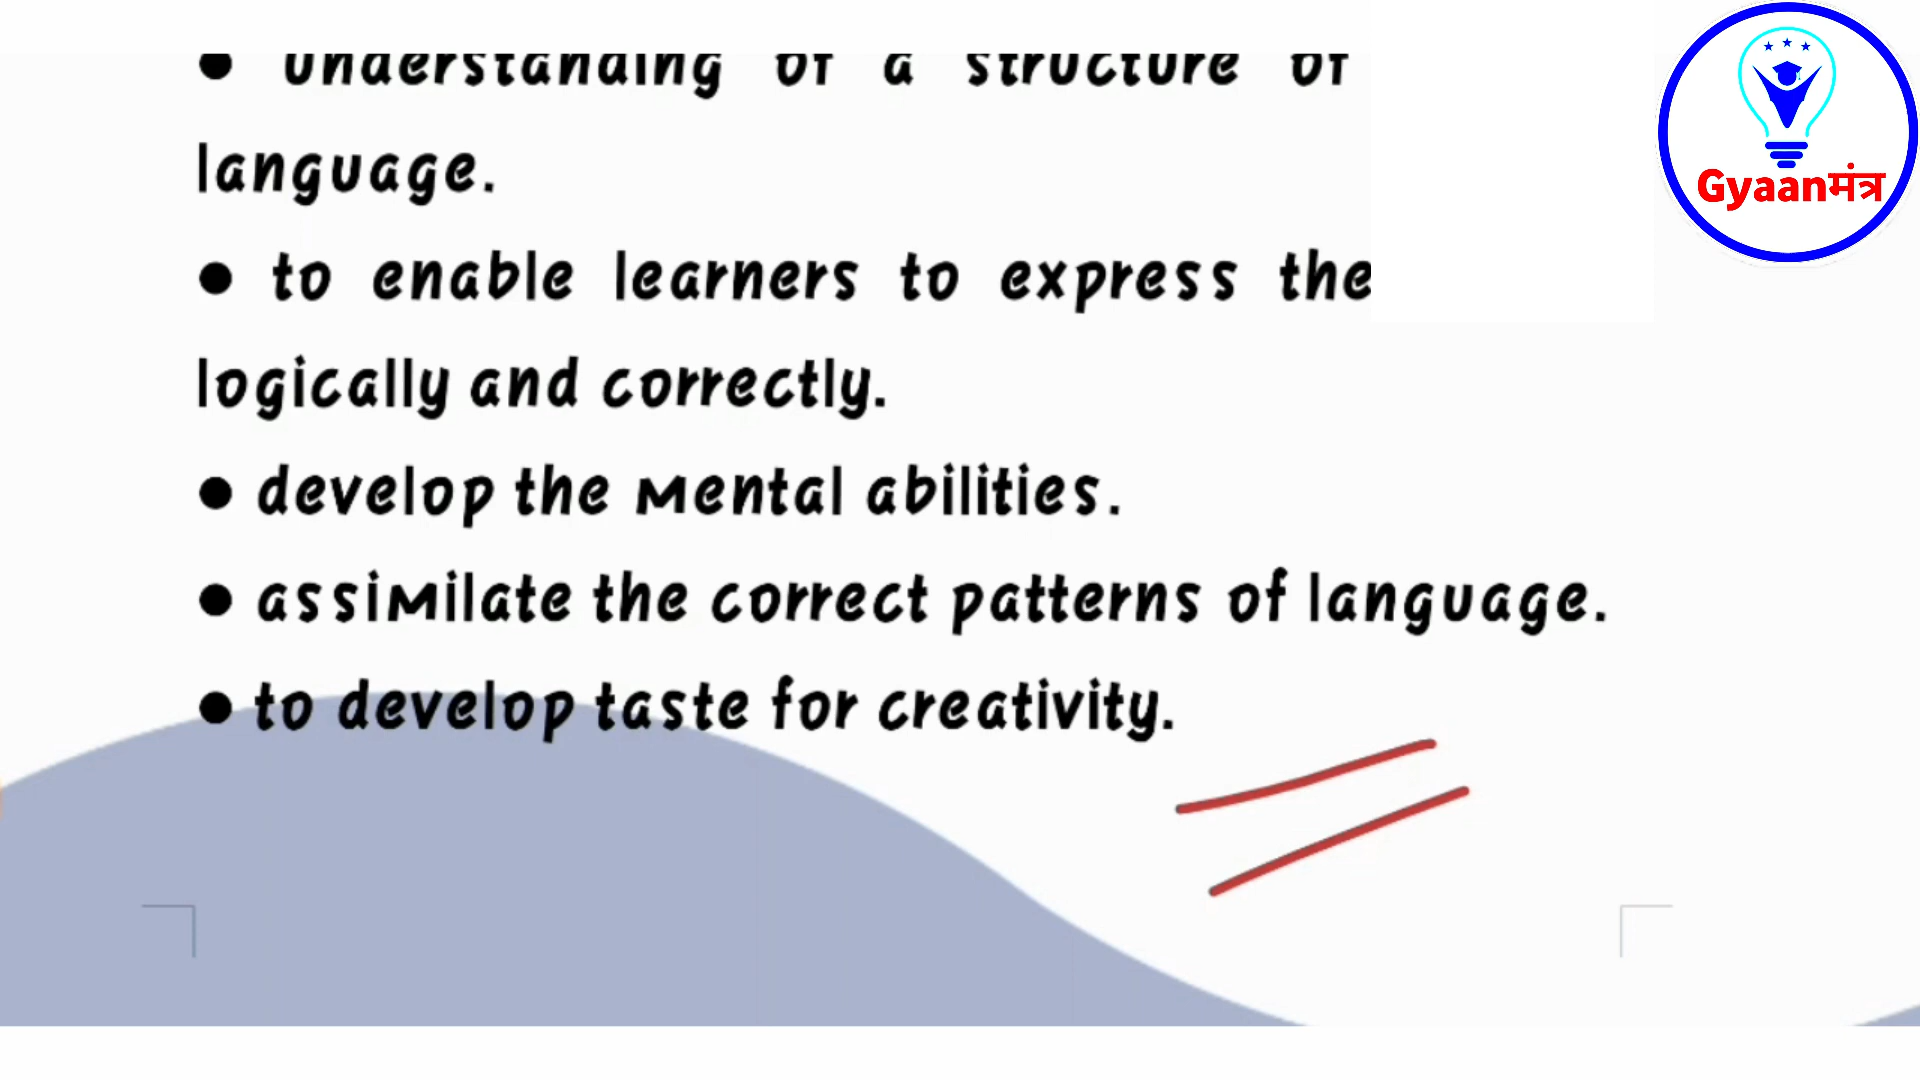 • understanding of a structure of
language.
• to enable learners to express the
logically and correctly.
• develop the mental abilities.
• assimilate the correct patterns of language.
• to develop taste for creativity.
Gyaanमंत्र